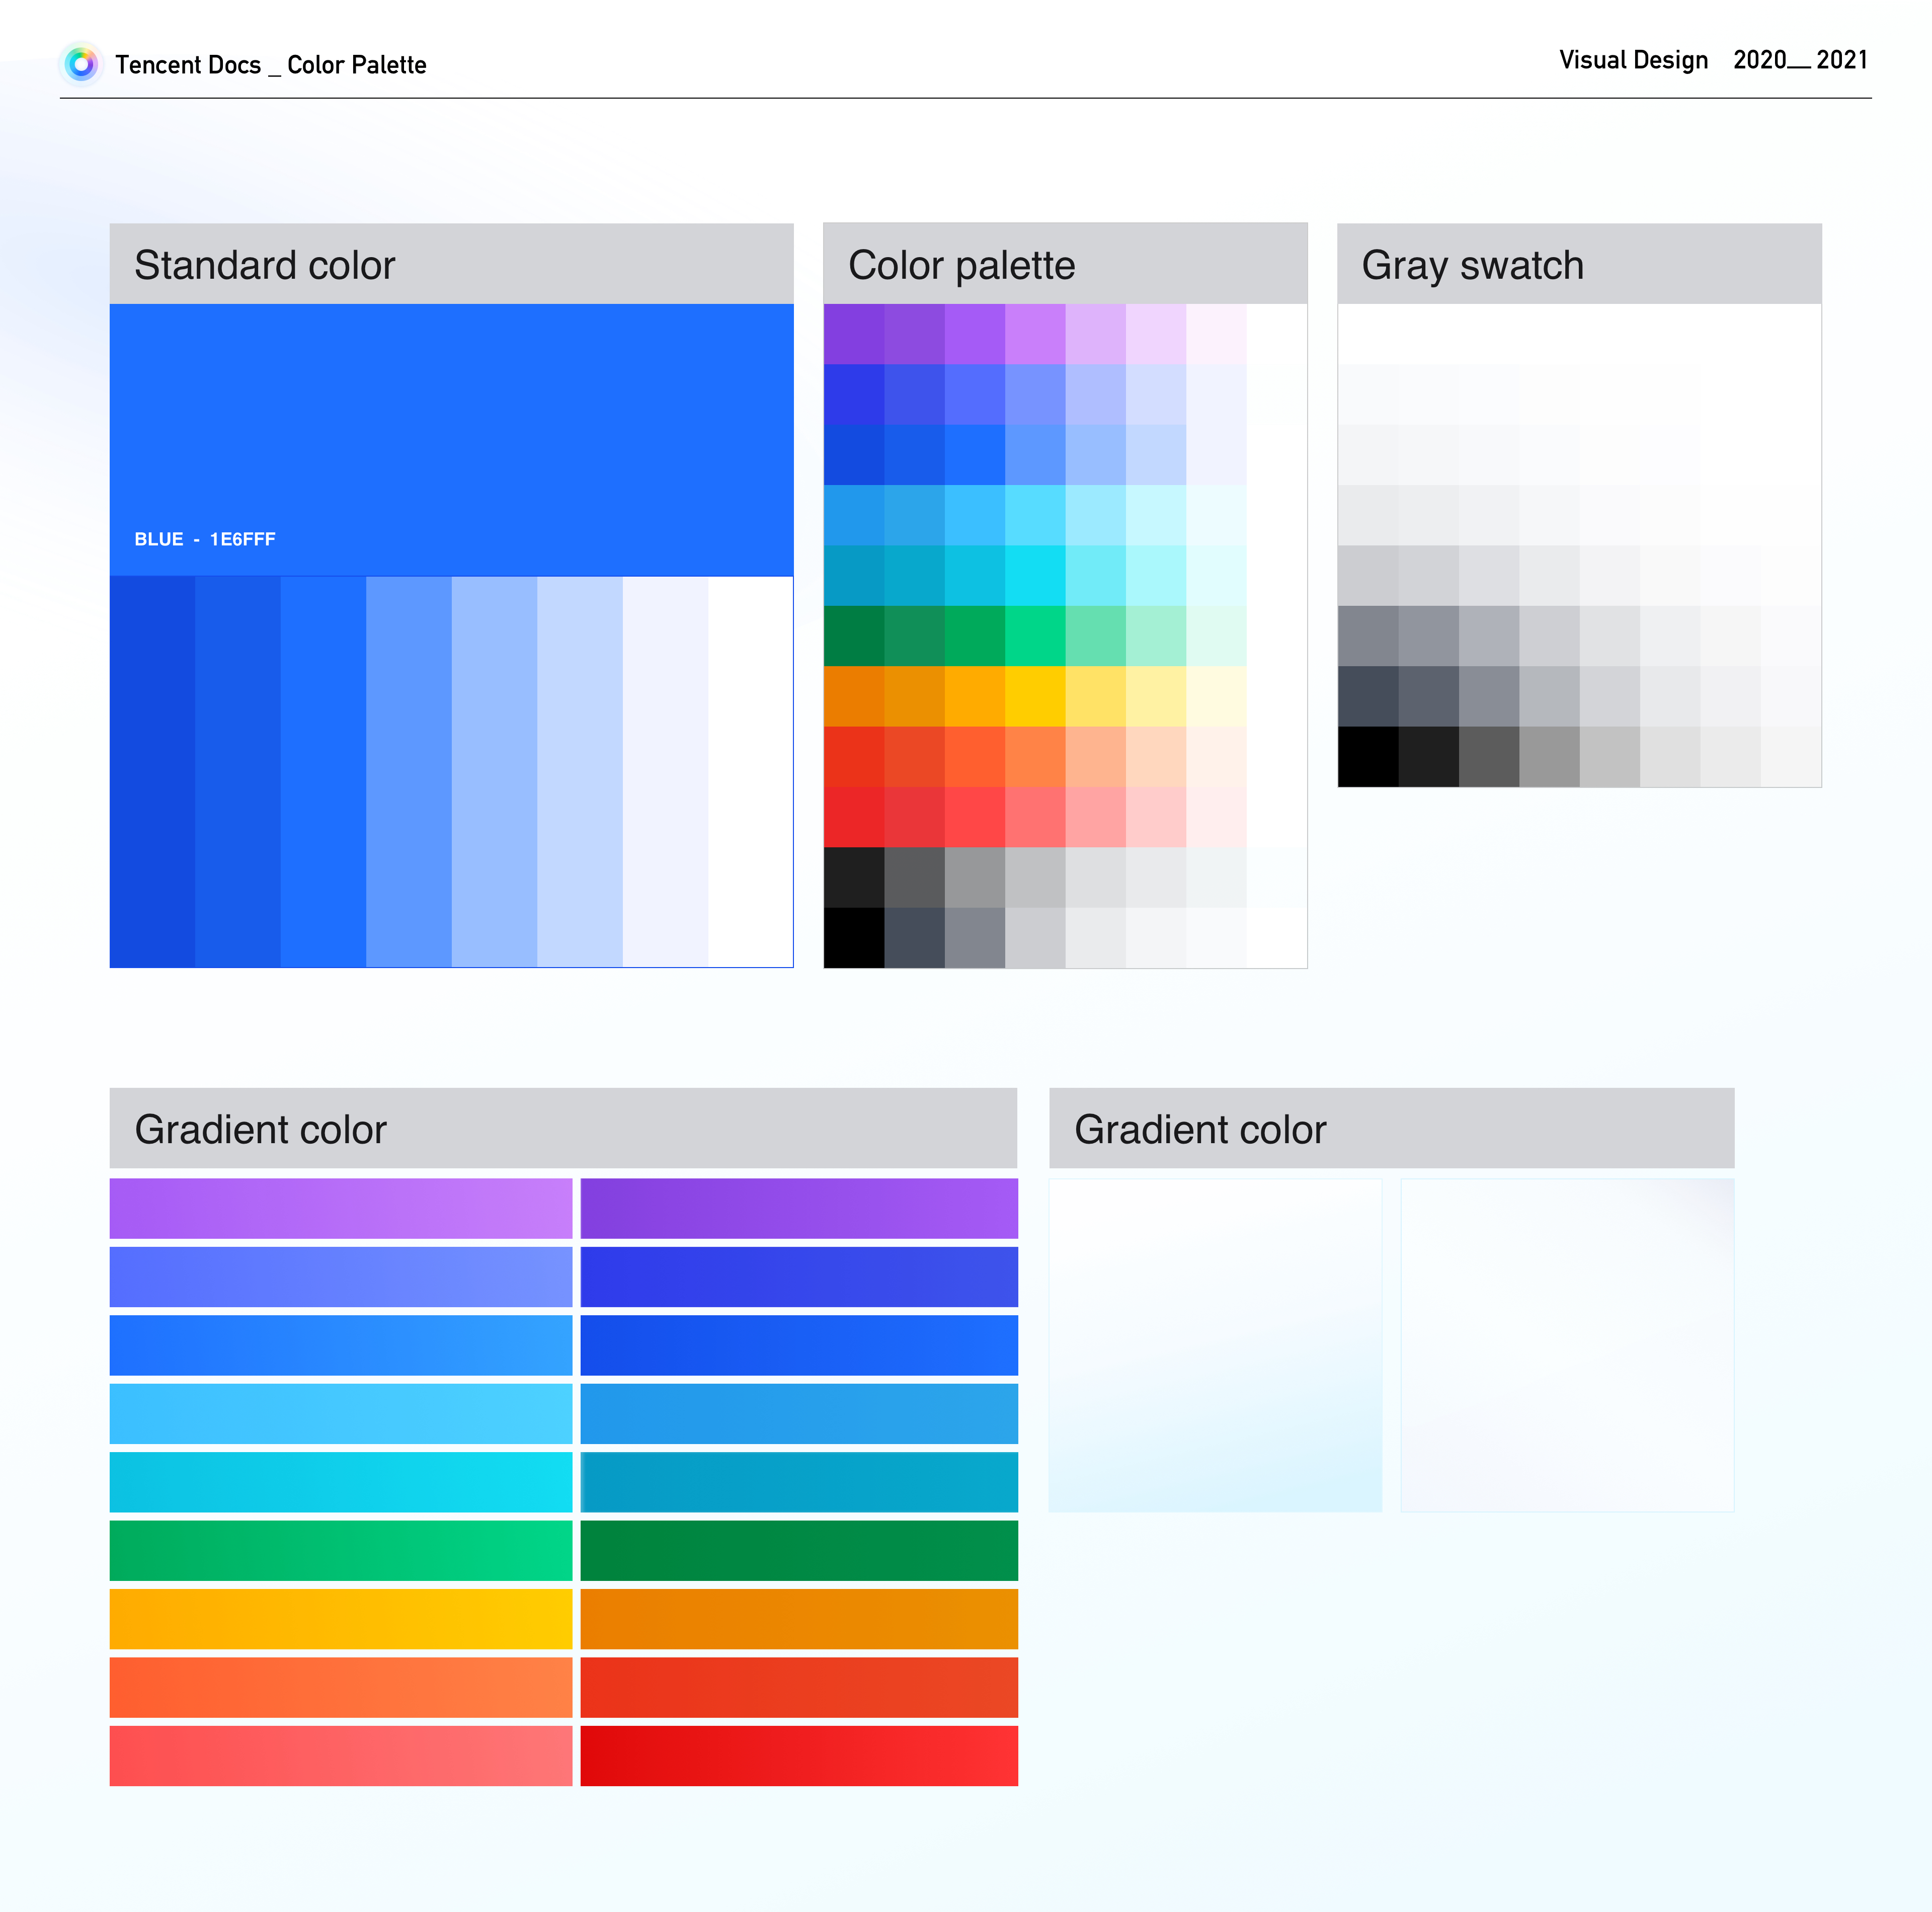 Tencent Docs _ Color Palette
Visual Design 2020__2021
Standard color
Color palette
Gray swatch
BLUE - 1E6FFF
Gradient color
Gradient color